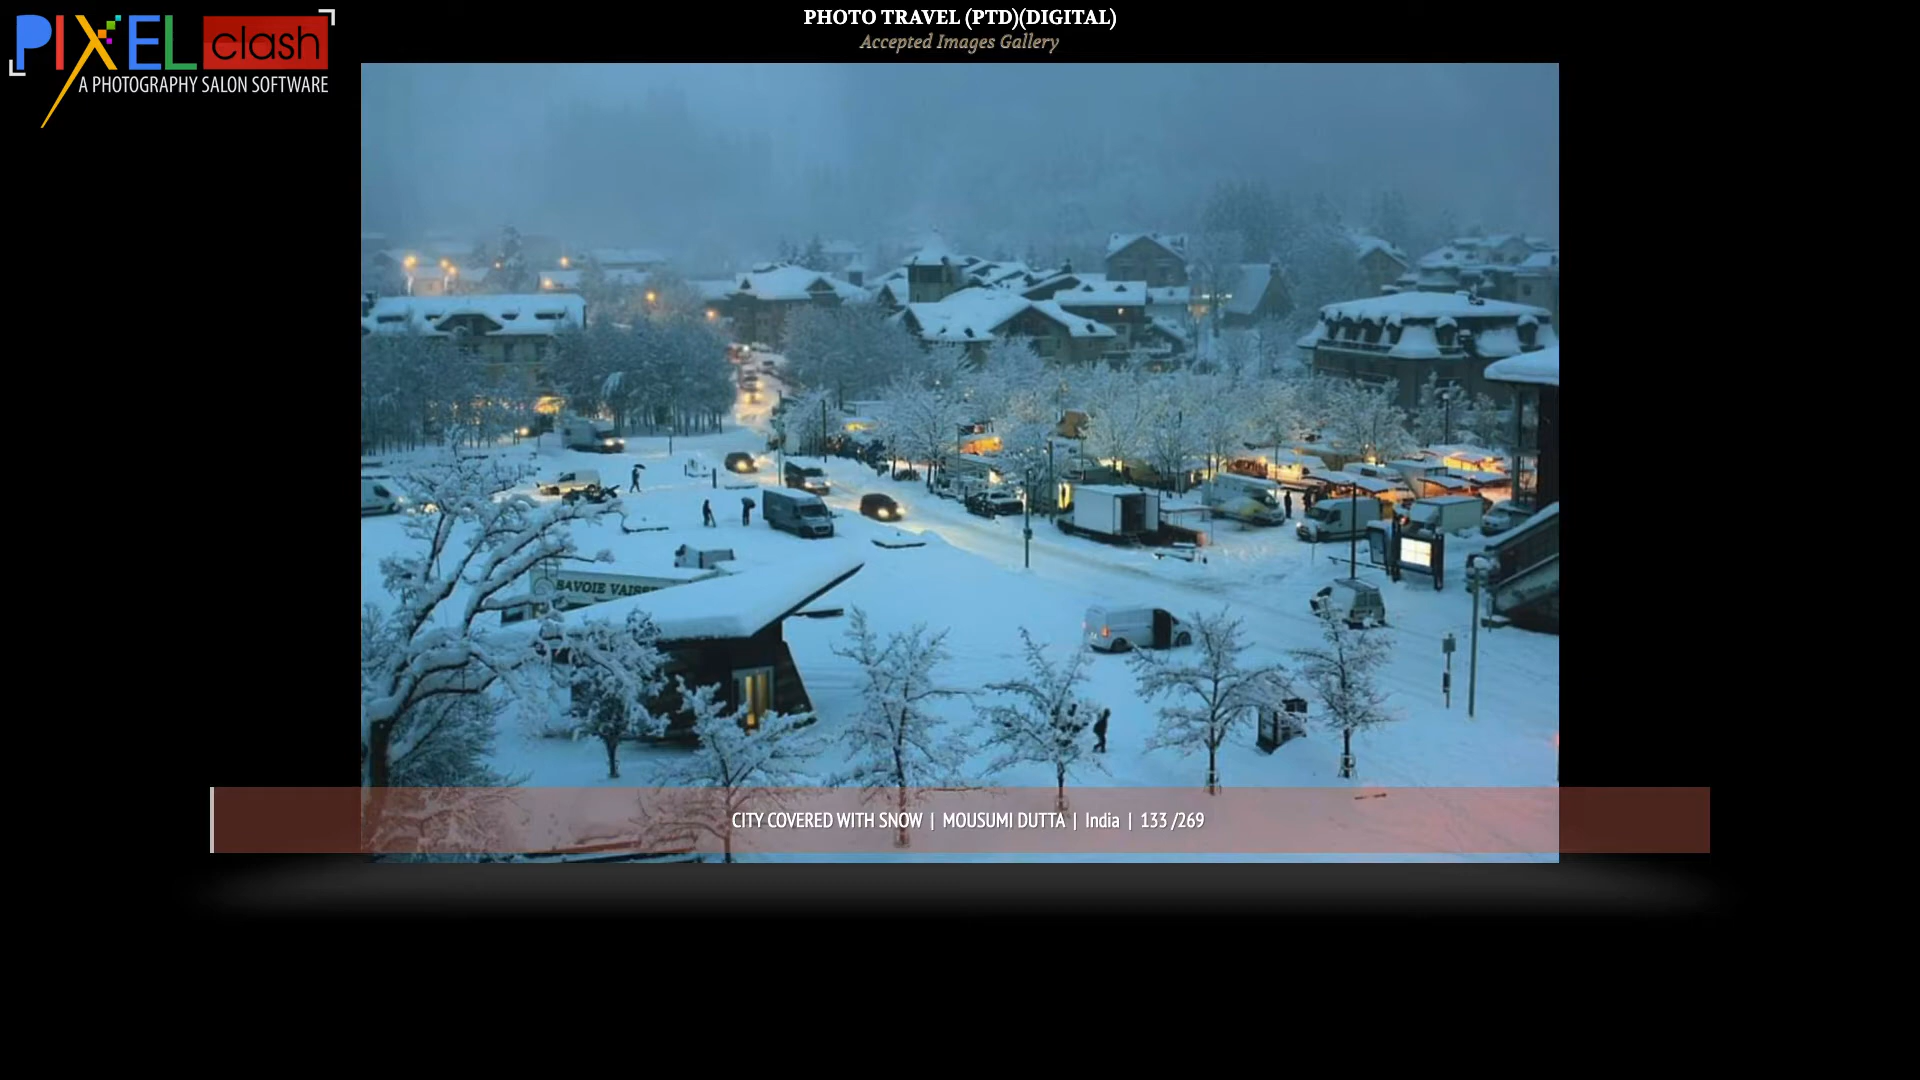 PIXEL clash
A PHOTOGRAPHY SALON SOFTWARE
PHOTO TRAVEL (PTD)(DIGITAL)
Accepted Images Gallery
SAVOIE VAISS
CITY COVERED WITH SNOW | MOUSUMI DUTTA | India | 133 /269